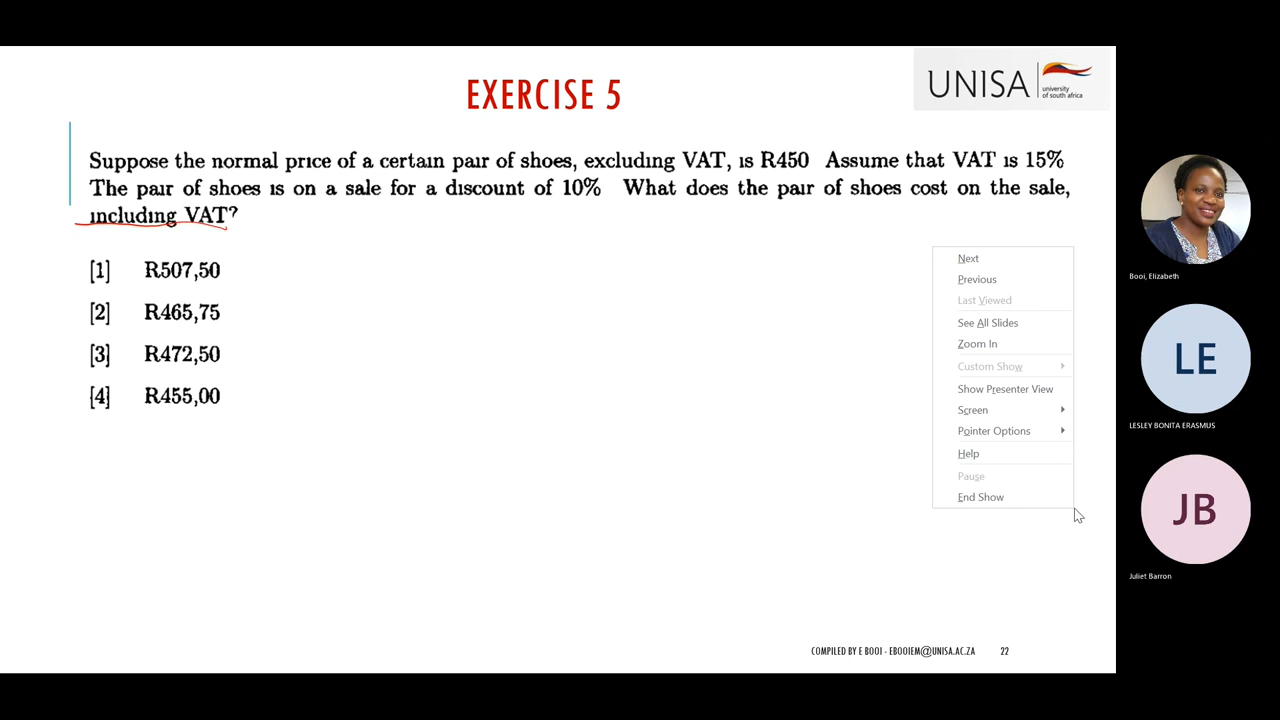 EXERCISE 5
UNISA
university
of south africa
Suppose the normal price of a certain pair of shoes, excluding VAT, is R450 Assume that VAT is 15%
The pair of shoes is on a sale for a discount of 10% What does the pair of shoes cost on the sale,
including VAT?
[1] R507,50
[2] R465,75
[3] R472,50
[4] R455,00
Next
Previous
Last Viewed
See All Slides
Zoom In
Custom Show
Show Presenter View
Screen
Pointer Options
Help
Pause
End Show
COMPILED BY E BOOI - EBOOIEM@UNISA.AC.ZA 22
Booi, Elizabeth
LE
LESLEY BONITA ERASMUS
JB
Juliet Barron